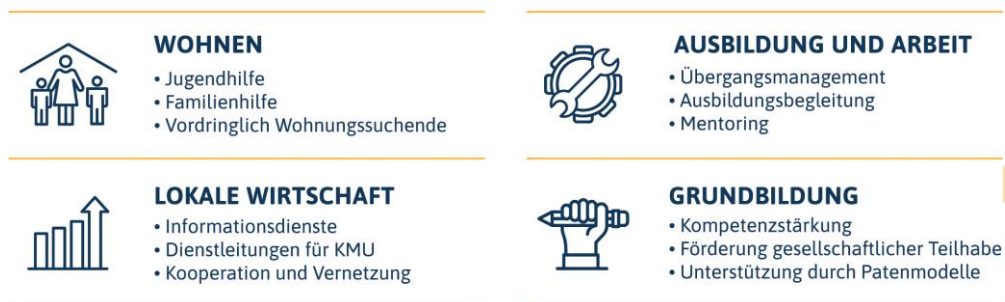 WOHNEN
• Jugendhilfe
• Familienhilfe
• Vordringlich Wohnungssuchende
AUSBILDUNG UND ARBEIT
• Übergangsmanagement
• Ausbildungsbegleitung
• Mentoring
LOKALE WIRTSCHAFT
• Informationsdienste
• Dienstleitungen für KMU
• Kooperation und Vernetzung
GRUNDBILDUNG
• Kompetenzstärkung
• Förderung gesellschaftlicher Teilhabe
• Unterstützung durch Patenmodelle